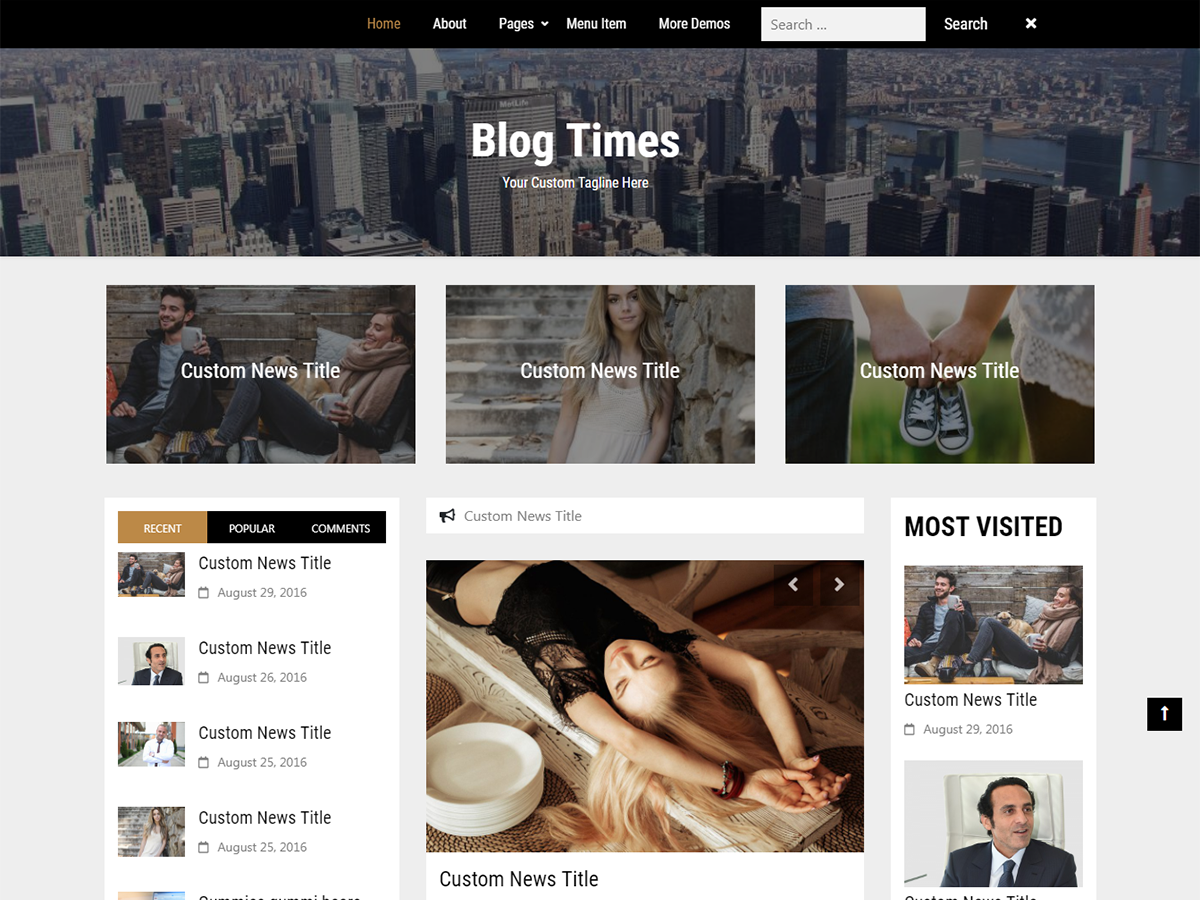 Home About Pages Menu Item More Demos Search ... Search
MetLife
Blog Times
Your Custom Tagline Here
Custom News Title
Custom News Title
Custom News Title
RECENT POPULAR COMMENTS
Custom News Title
August 29, 2016
Custom News Title
August 26, 2016
Custom News Title
August 25, 2016
Custom News Title
August 25, 2016
Custom News Title
Custom News Title
MOST VISITED
Custom News Title
August 29, 2016